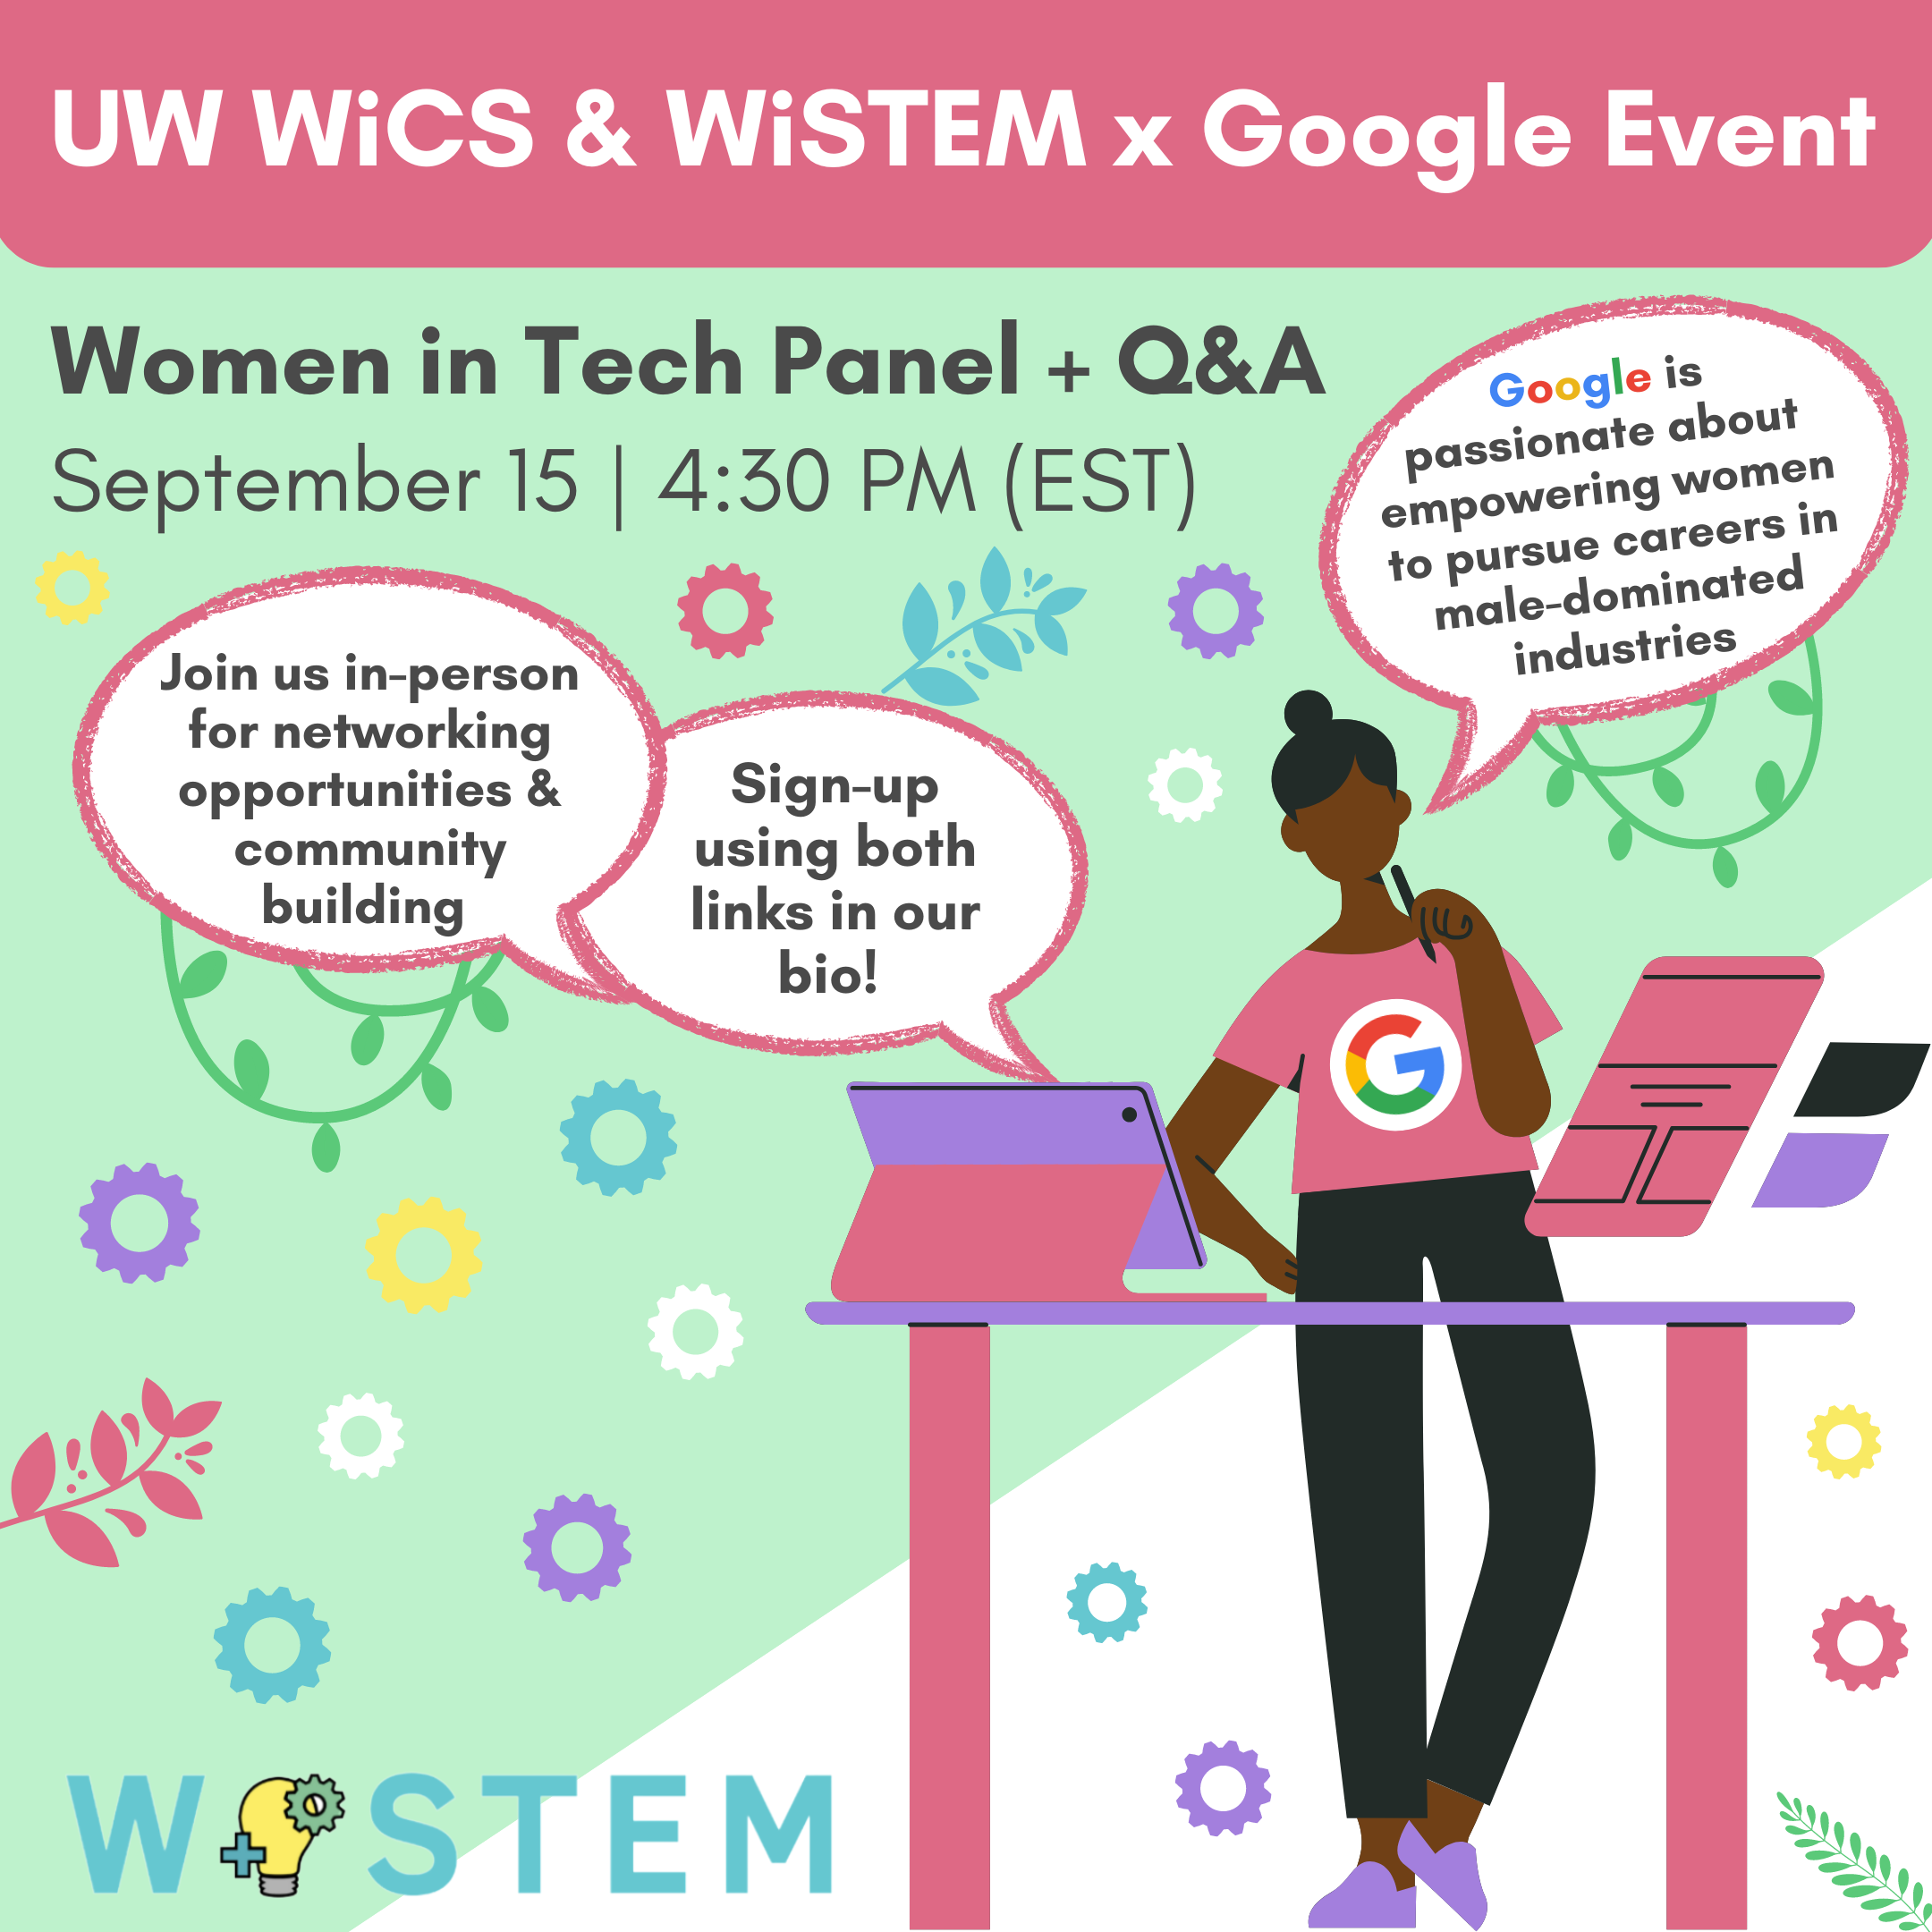 UW WiCS & WiSTEM x Google Event
Women in Tech Panel + Q&A
September 15 | 4:30 PM (EST)
Google is
passionate about
empowering women
to pursue careers in
male-dominated
industries
Join us in-person
for networking
opportunities &
community
building
Sign-up
using both
links in our
bio!
G
W STEM